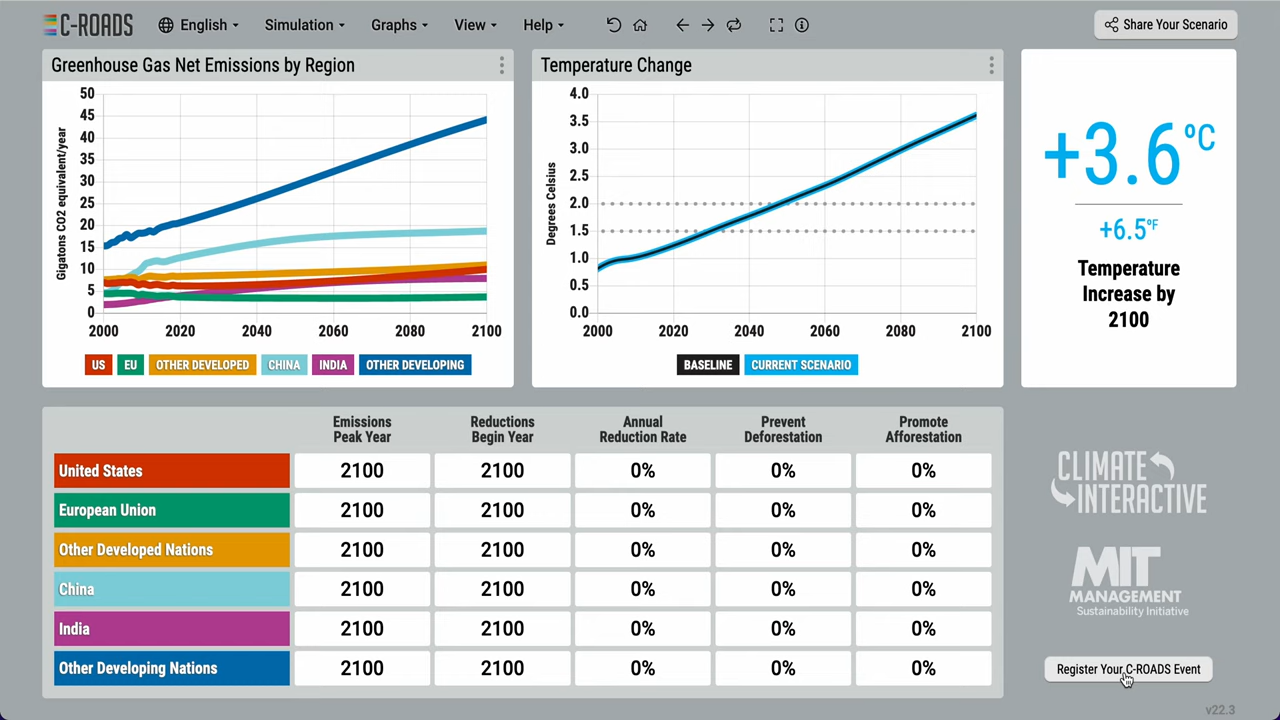 C-ROADS English Simulation Graphs View Help Share Your Scenario
Greenhouse Gas Net Emissions by Region
Gigatons CO2 equivalent/year
50
45
40
35
30
25
20
15
10
5
0
2000 2020 2040 2060 2080 2100
US EU OTHER DEVELOPED CHINA INDIA OTHER DEVELOPING
Temperature Change
Degrees Celsius
4.0
3.5
3.0
2.5
2.0
1.5
1.0
0.5
0.0
2000 2020 2040 2060 2080 2100
BASELINE CURRENT SCENARIO
+3.6°C
+6.5°F
Temperature
Increase by
2100
Emissions Reductions Annual Prevent Promote
Peak Year Begin Year Reduction Rate Deforestation Afforestation
United States 2100 2100 0% 0% 0%
European Union 2100 2100 0% 0% 0%
Other Developed Nations 2100 2100 0% 0% 0%
China 2100 2100 0% 0% 0%
India 2100 2100 0% 0% 0%
Other Developing Nations 2100 2100 0% 0% 0%
CLIMATE
INTERACTIVE
MIT
MANAGEMENT
Sustainability Initiative
Register Your C-ROADS Event
v22.3